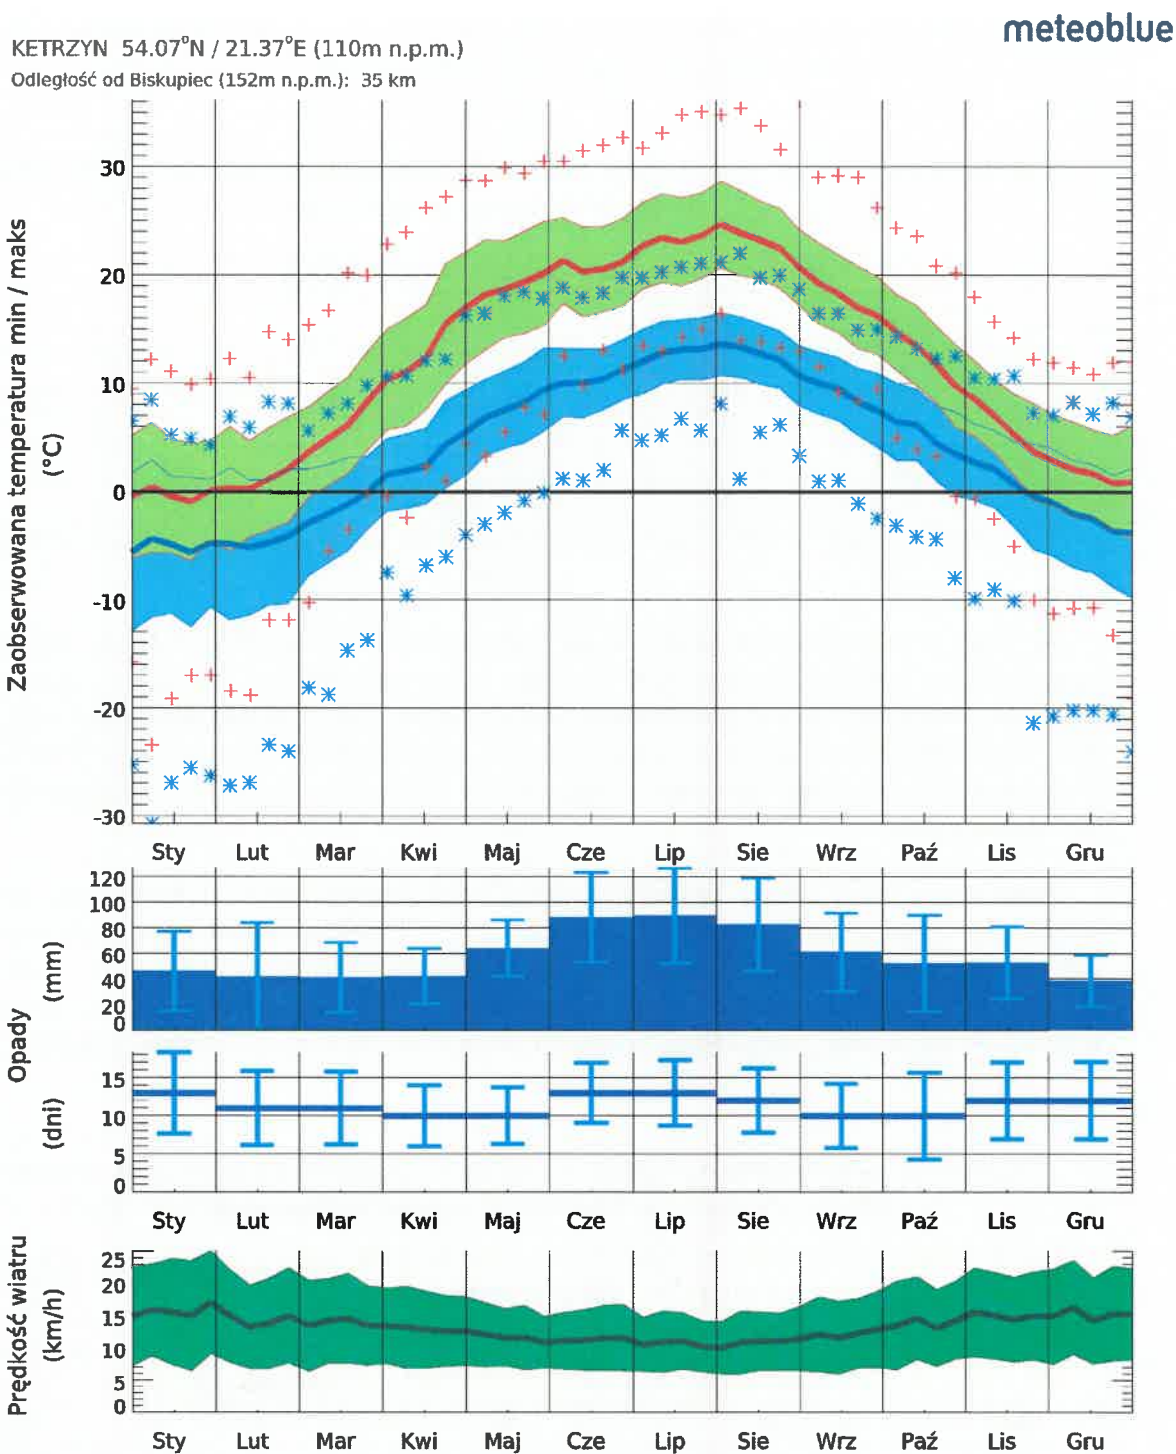 meteoblue
KETRZYN 54.07°N / 21.37°E (110m n.p.m.)
Odległość od Biskupiec (152m n.p.m.): 35 km
Zaobserwowana temperatura min / maks
(°C)
30
20
10
0
-10
-20
-30
Sty Lut Mar Kwi Maj Cze Lip Sie Wrz Paź Lis Gru
Opady
(mm)
120
100
80
60
40
20
0
(dni)
15
10
5
0
Sty Lut Mar Kwi Maj Cze Lip Sie Wrz Paź Lis Gru
Prędkość wiatru
(km/h)
25
20
15
10
5
0
Sty Lut Mar Kwi Maj Cze Lip Sie Wrz Paź Lis Gru